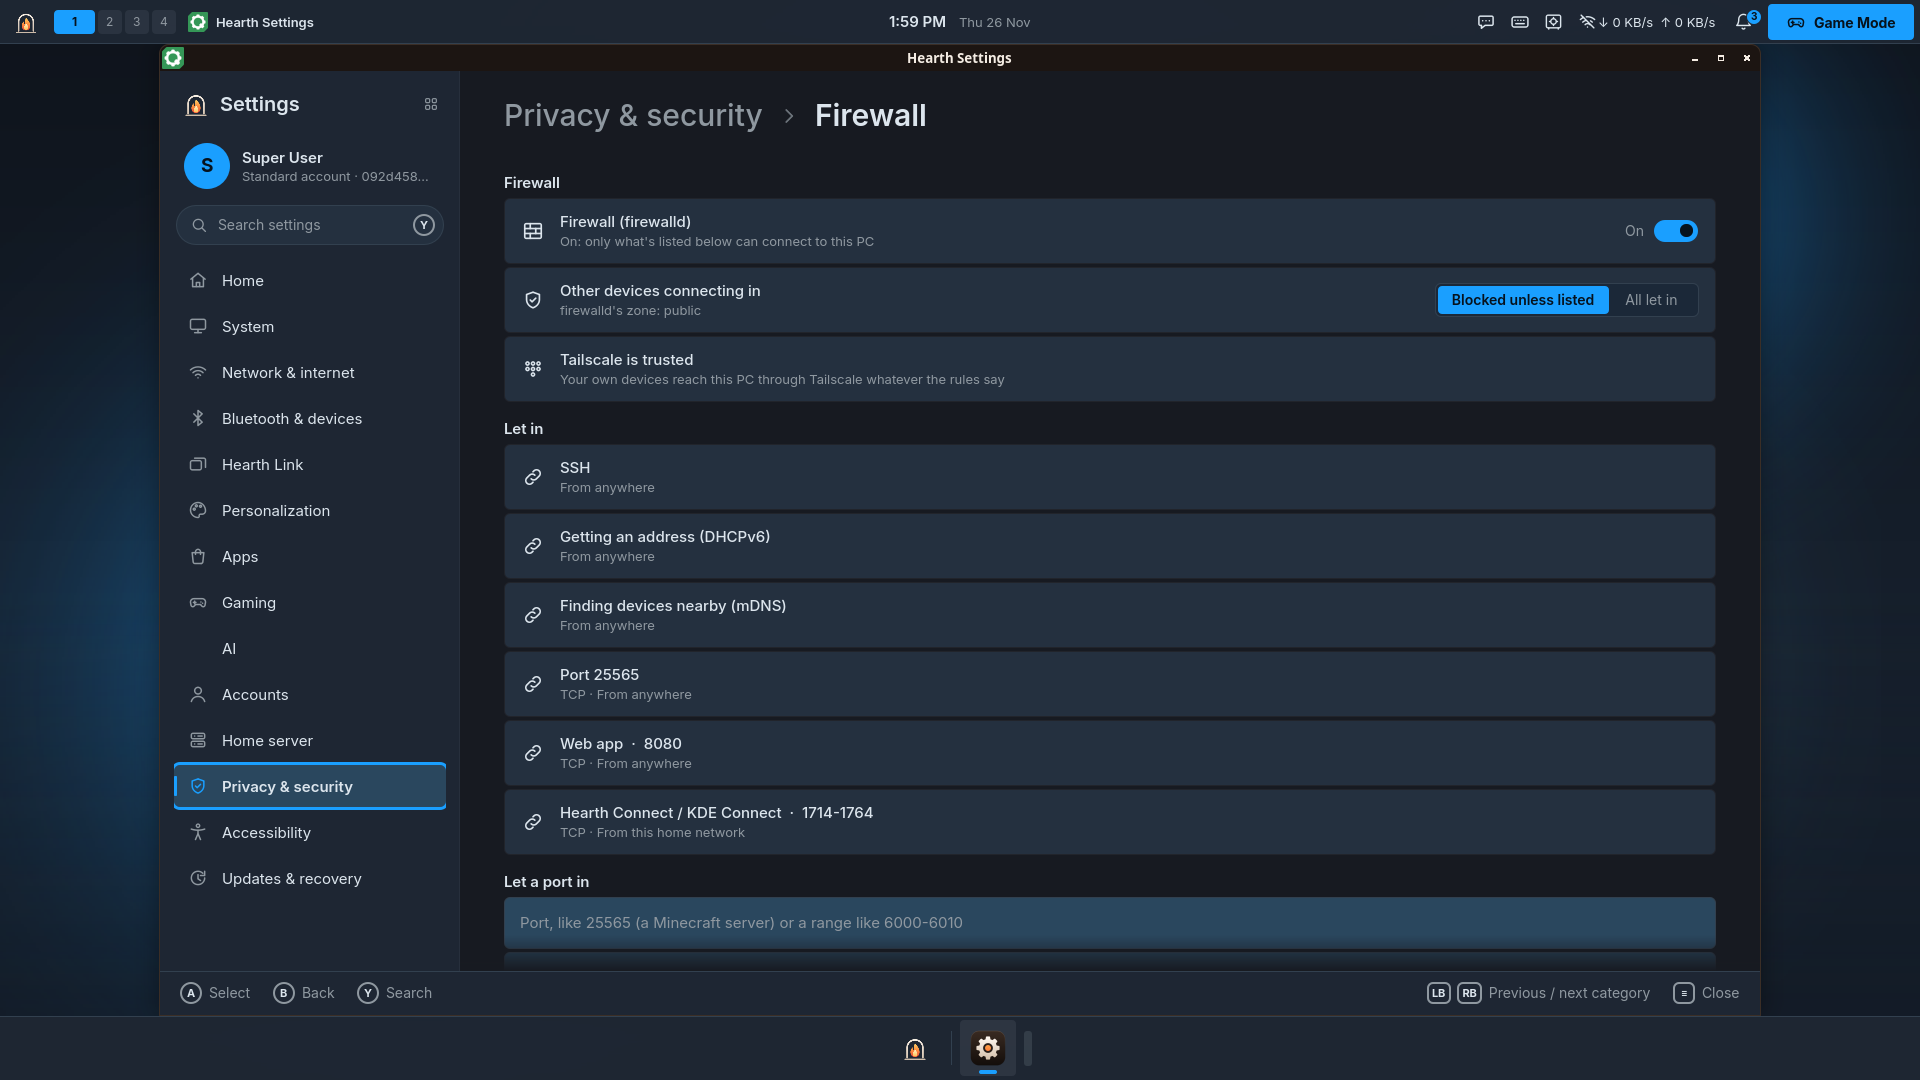 1 2 3 4 Hearth Settings
1:59 PM Thu 26 Nov
↓ 0 KB/s ↑ 0 KB/s
3
Game Mode
Hearth Settings
Settings
S
Super User
Standard account · 092d458...
Search settings
Y
Home
System
Network & internet
Bluetooth & devices
Hearth Link
Personalization
Apps
Gaming
AI
Accounts
Home server
Privacy & security
Accessibility
Updates & recovery
Privacy & security > Firewall
Firewall
Firewall (firewalld)
On: only what's listed below can connect to this PC
On
Other devices connecting in
firewalld's zone: public
Blocked unless listed
All let in
Tailscale is trusted
Your own devices reach this PC through Tailscale whatever the rules say
Let in
SSH
From anywhere
Getting an address (DHCPv6)
From anywhere
Finding devices nearby (mDNS)
From anywhere
Port 25565
TCP · From anywhere
Web app · 8080
TCP · From anywhere
Hearth Connect / KDE Connect · 1714-1764
TCP · From this home network
Let a port in
Port, like 25565 (a Minecraft server) or a range like 6000-6010
A Select B Back Y Search
LB RB Previous / next category ≡ Close